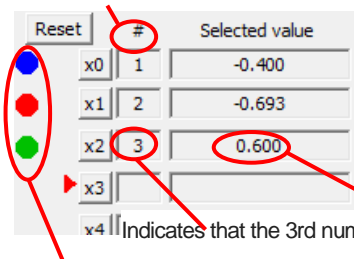 Reset # Selected value
x0 1 -0.400
x1 2 -0.693
x2 3 0.600
x3
x4 Indicates that the 3rd num